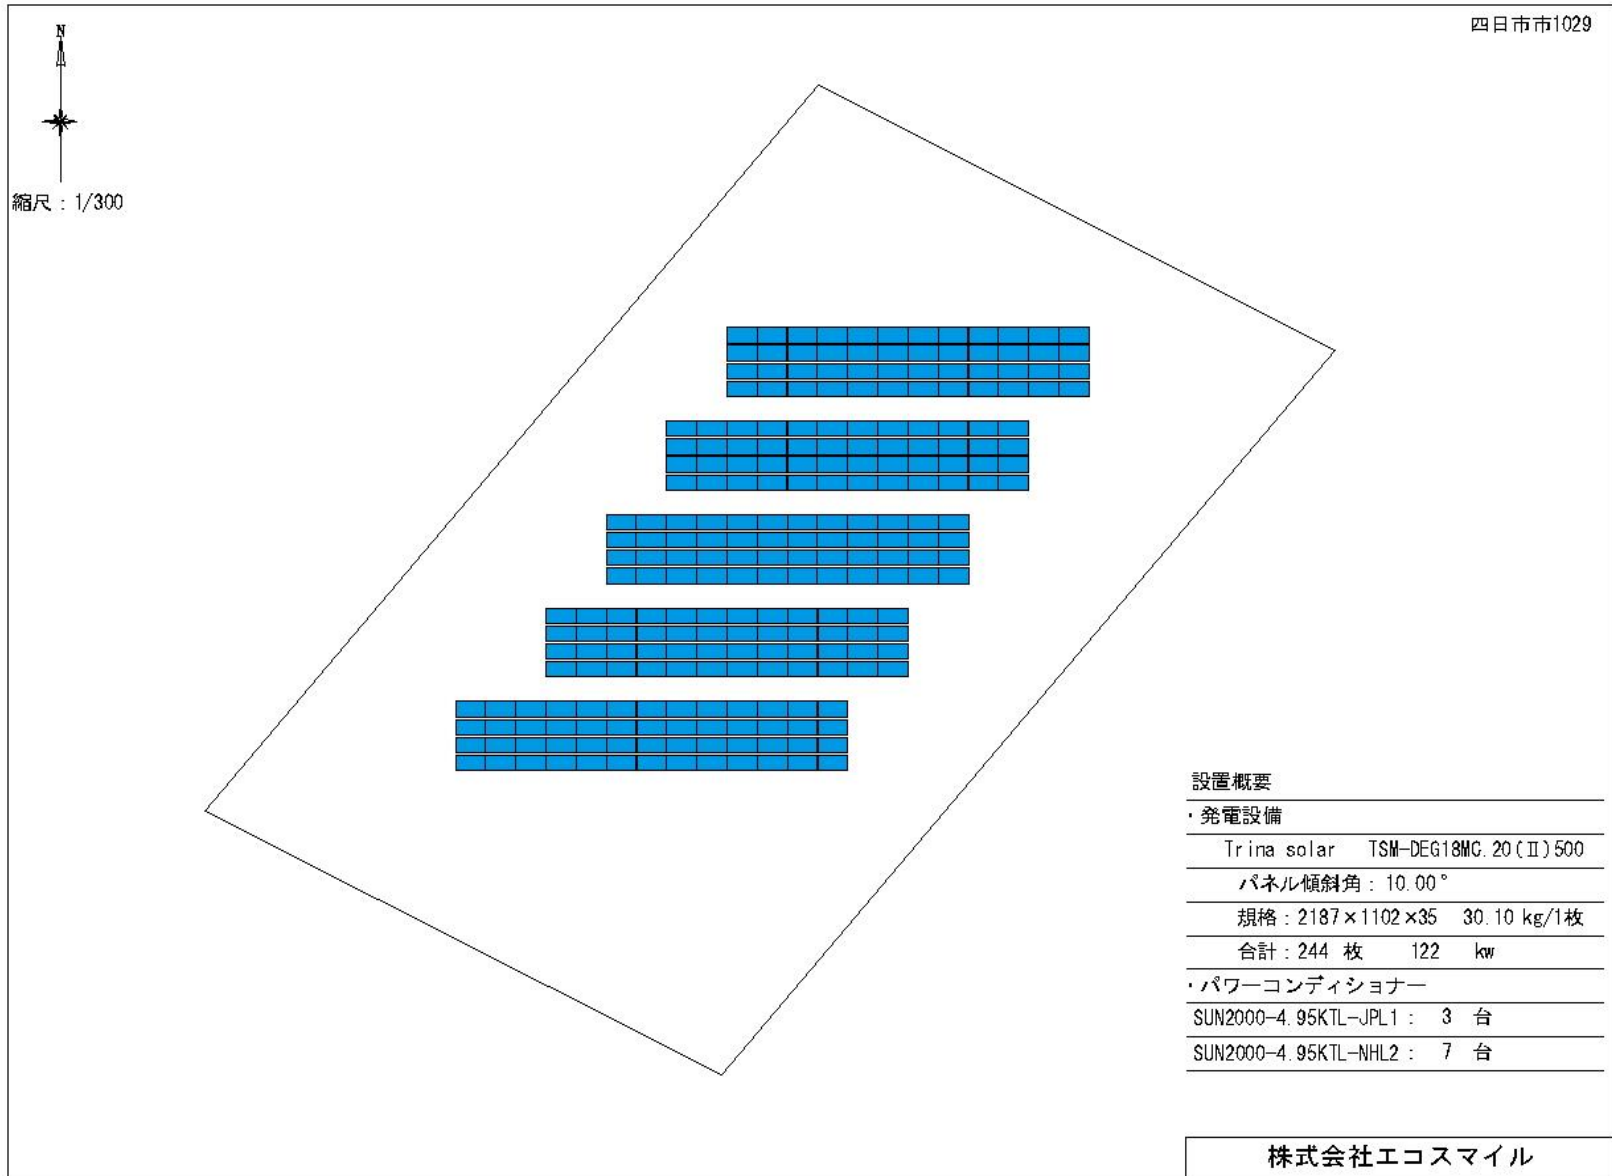 四日市市1029
N
縮尺：1/300
設置概要
・発電設備
Trina solar TSM-DEG18MC.20(Ⅱ)500
パネル傾斜角：10.00°
規格：2187×1102×35 30.10 kg/1枚
合計：244 枚 122 kw
・パワーコンディショナー
SUN2000-4.95KTL-JPL1： 3 台
SUN2000-4.95KTL-NHL2： 7 台
株式会社エコスマイル